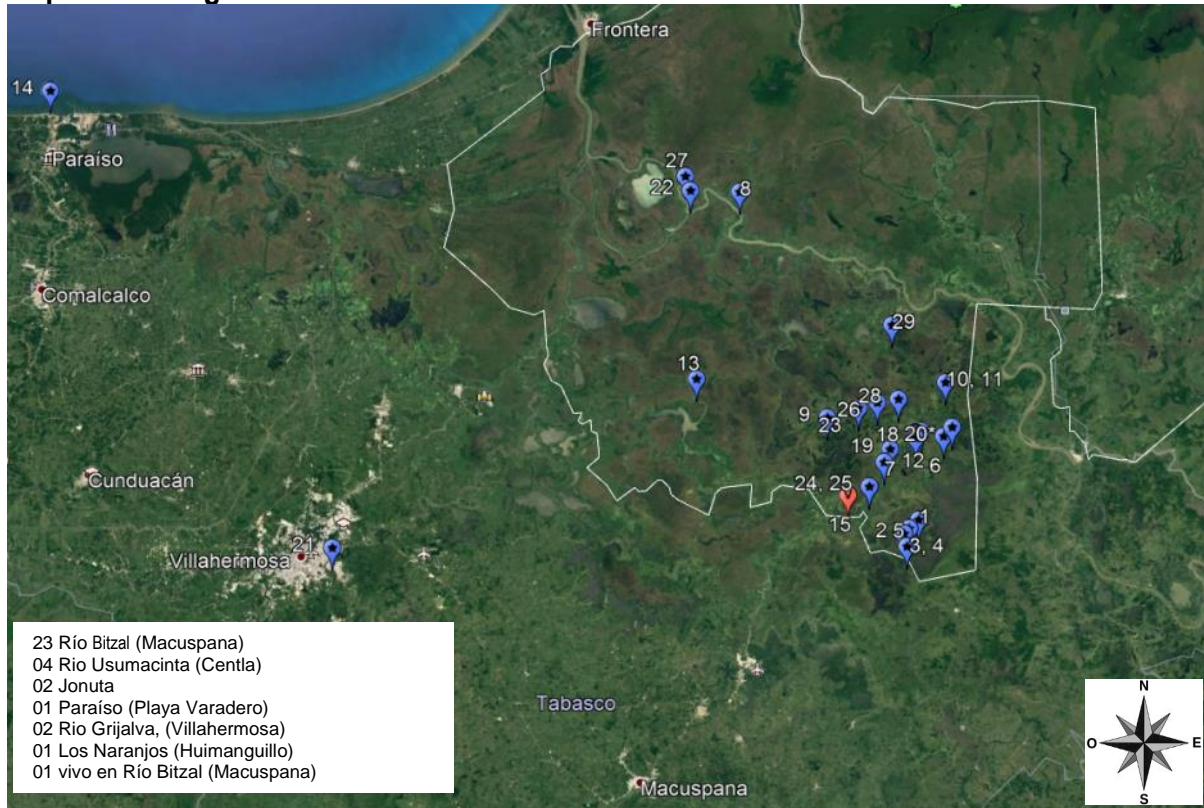 Frontera
14
Paraíso
27
22
8
Comalcalco
29
13
10, 11
9
26
28
23
18
20*
19
12
6
7
Cunduacán
24, 25
15
1
2
5
3, 4
21
Villahermosa
Tabasco
Macuspana
23 Río Bitzal (Macuspana)
04 Rio Usumacinta (Centla)
02 Jonuta
01 Paraíso (Playa Varadero)
02 Rio Grijalva, (Villahermosa)
01 Los Naranjos (Huimanguillo)
01 vivo en Río Bitzal (Macuspana)
N
O
E
S